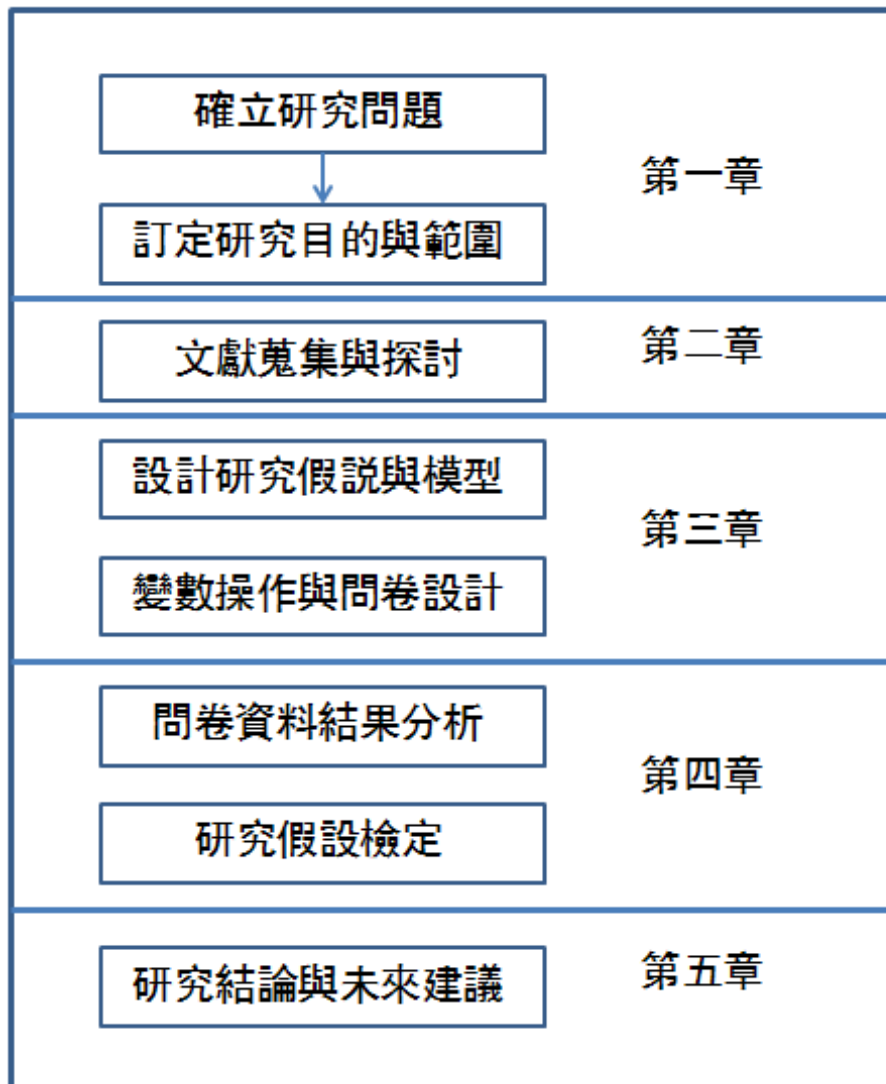 確立研究問題
第一章
訂定研究目的與範圍
文獻蒐集與探討
第二章
設計研究假説與模型
第三章
變數操作與問卷設計
問卷資料結果分析
第四章
研究假設檢定
研究結論與未來建議
第五章